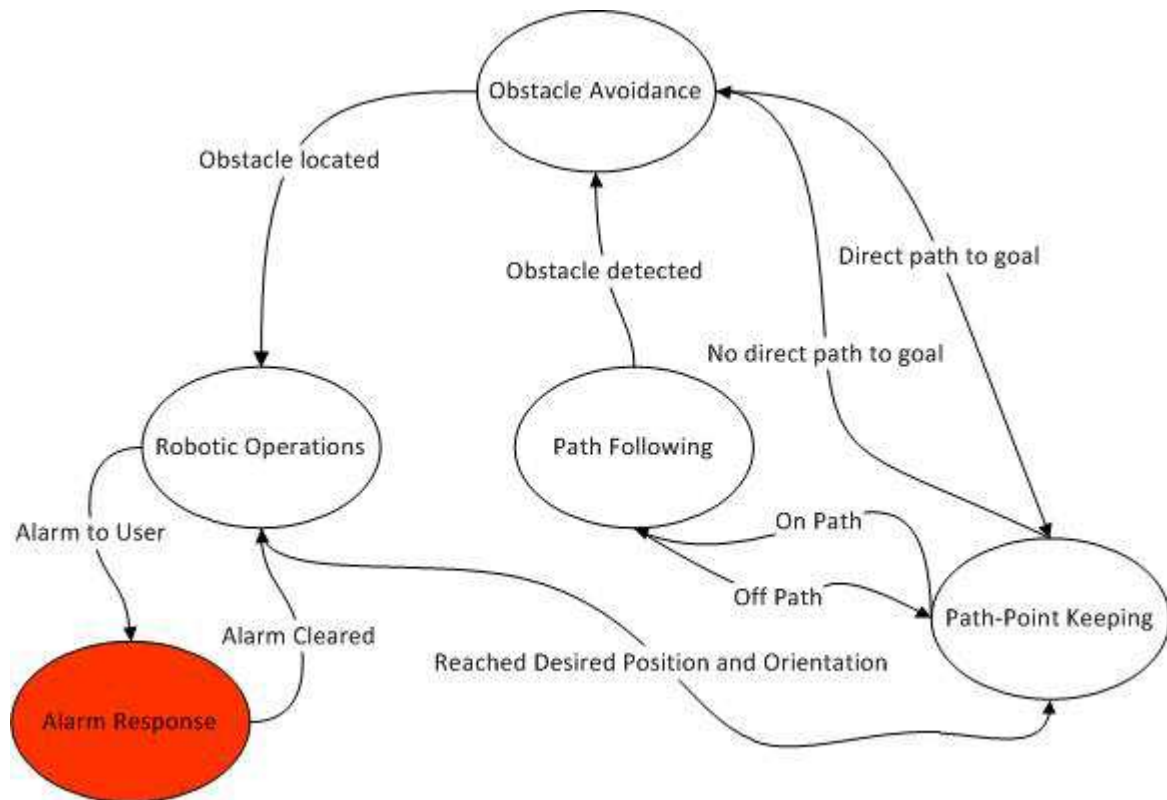 Obstacle Avoidance
Obstacle located
Direct path to goal
Obstacle detected
No direct path to goal
Robotic Operations
Path Following
On Path
Alarm to User
Off Path
Path-Point Keeping
Alarm Cleared
Reached Desired Position and Orientation
Alarm Response